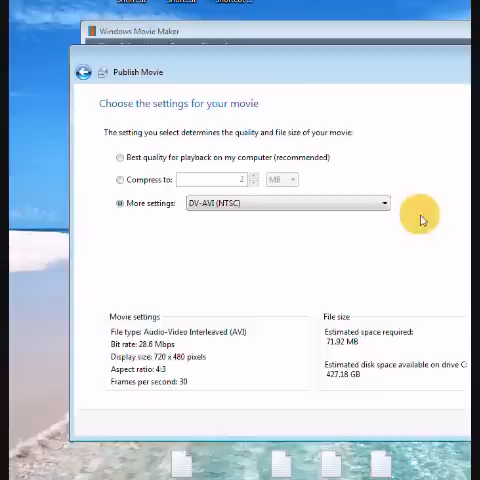 Shortcut
Shortcut
Shortcut
Windows Movie Maker
Publish Movie
Choose the settings for your movie
The setting you select determines the quality and file size of your movie:
Best quality for playback on my computer (recommended)
Compress to: 2 MB
More settings: DV-AVI (NTSC)
Movie settings
File type: Audio-Video Interleaved (AVI)
Bit rate: 28.6 Mbps
Display size: 720 x 480 pixels
Aspect ratio: 4:3
Frames per second: 30
File size
Estimated space required:
71.92 MB
Estimated disk space available on drive C:
427.18 GB